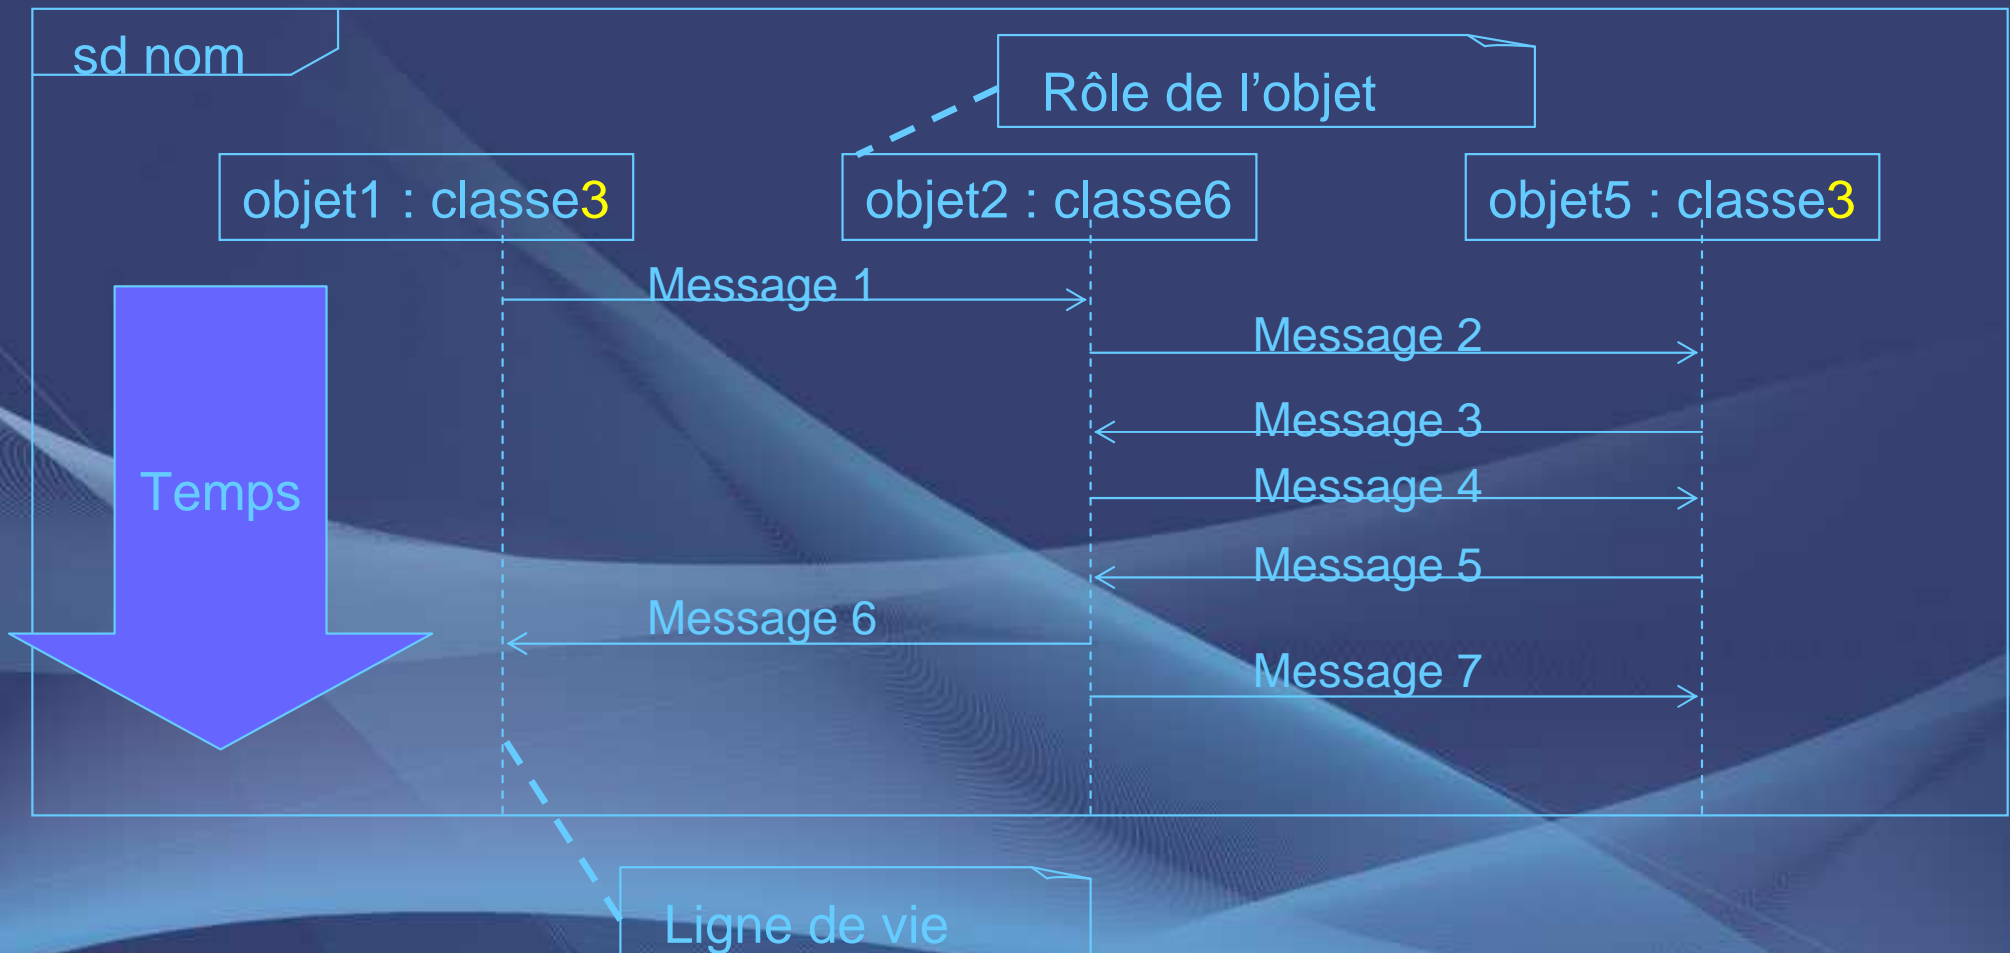 sd nom
Rôle de l’objet
objet1 : classe3
objet2 : classe6
objet5 : classe3
Message 1
Message 2
Message 3
Message 4
Temps
Message 5
Message 6
Message 7
Ligne de vie